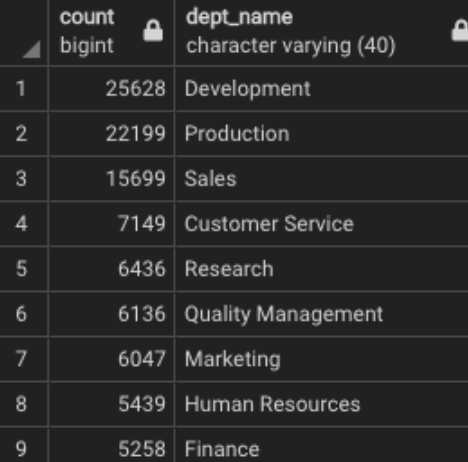 count dept_name
bigint character varying (40)
1 25628 Development
2 22199 Production
3 15699 Sales
4 7149 Customer Service
5 6436 Research
6 6136 Quality Management
7 6047 Marketing
8 5439 Human Resources
9 5258 Finance